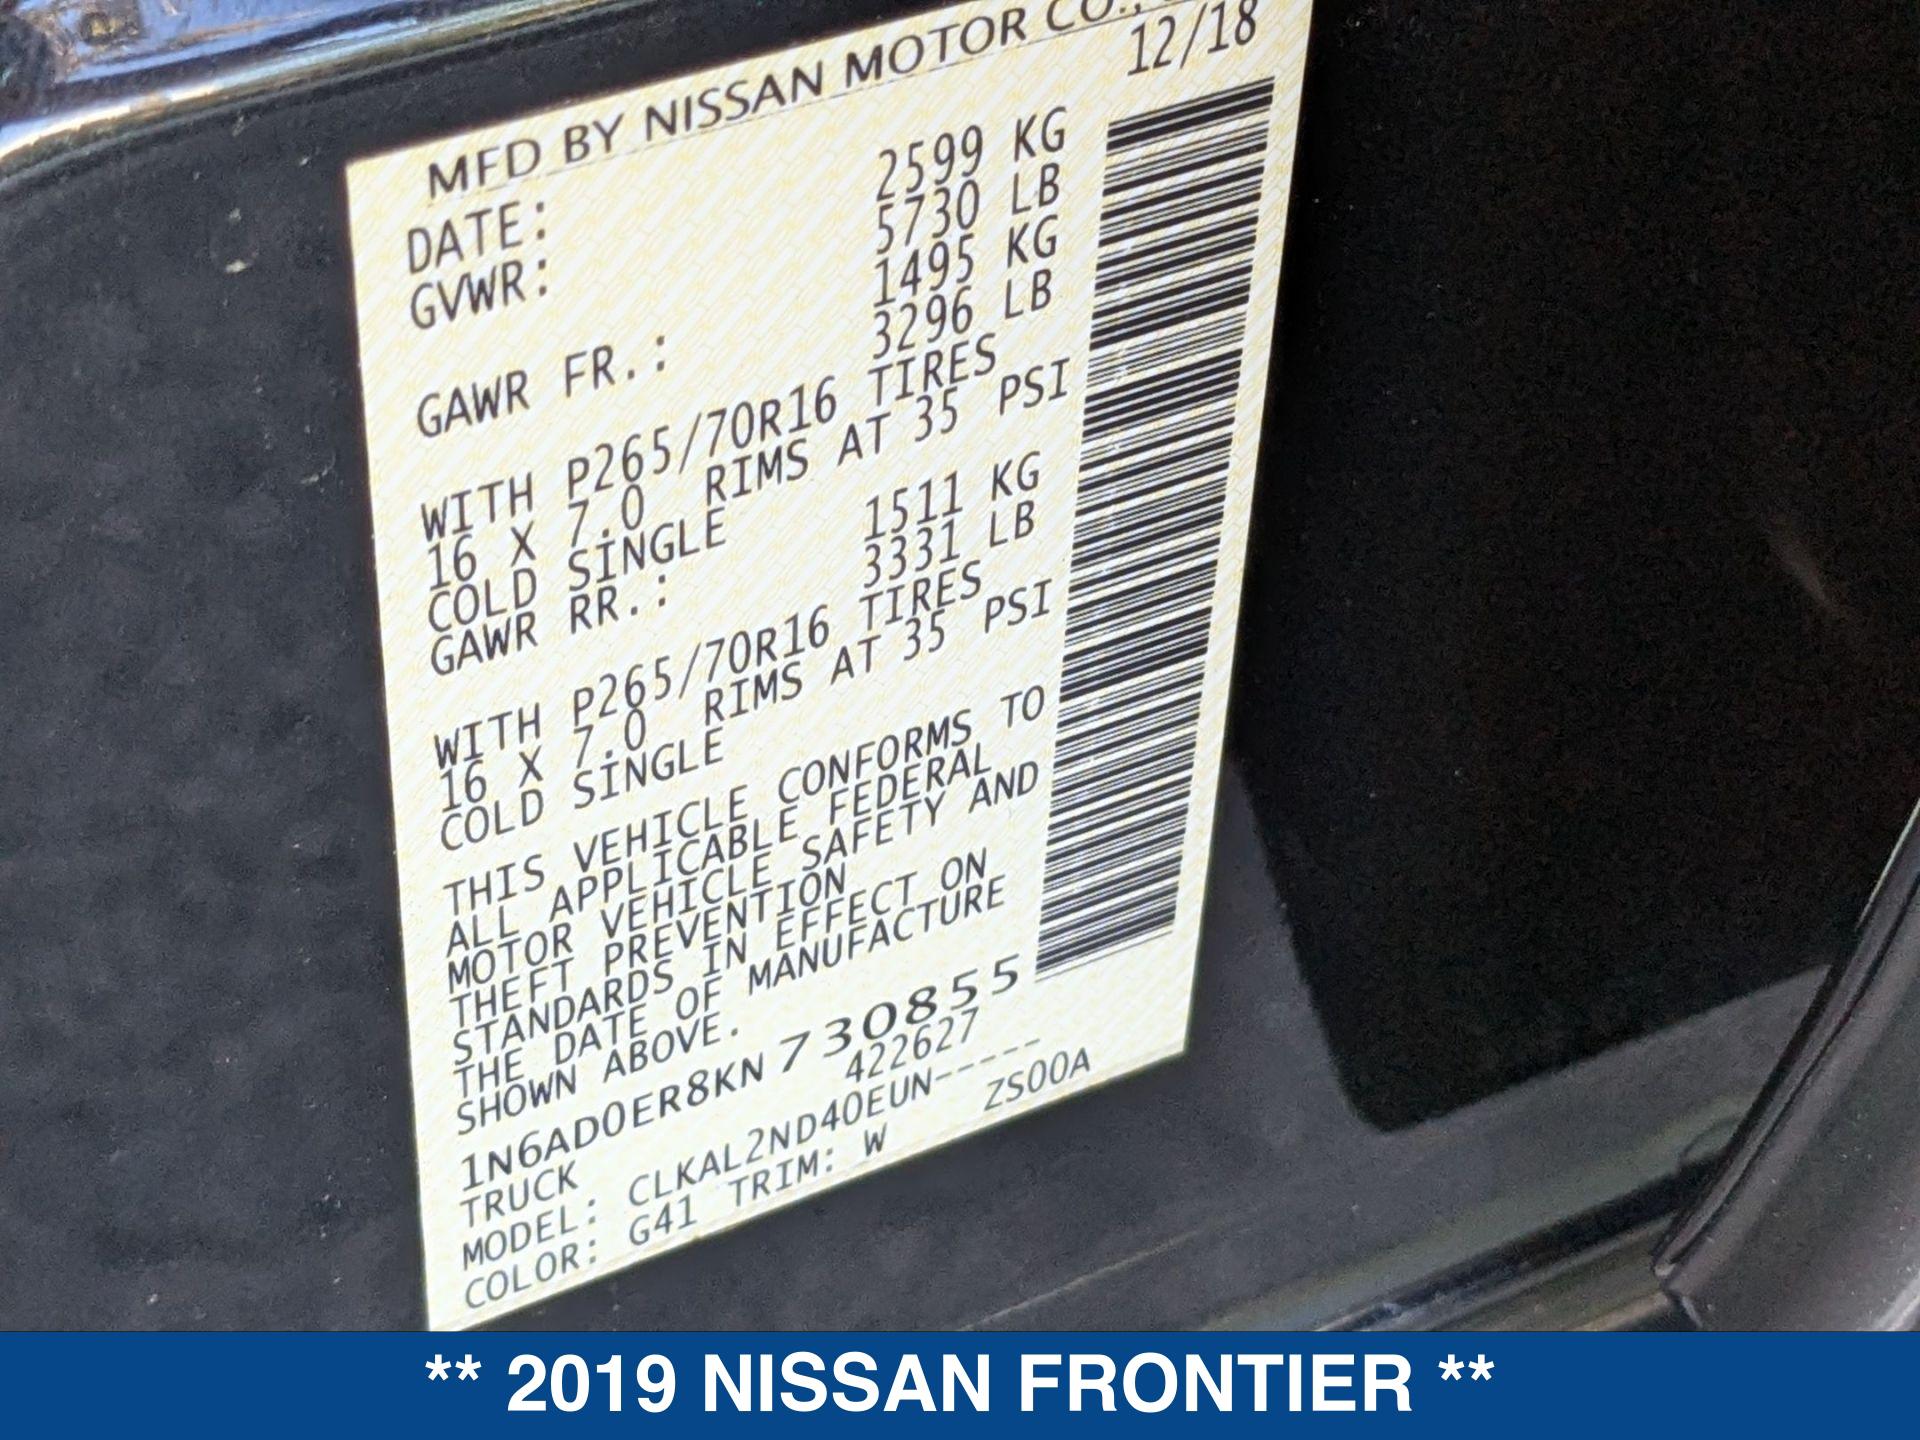 MFD BY NISSAN MOTOR CO.,
DATE: 12/18
GVWR: 2599 KG
5730 LB
GAWR FR.: 1495 KG
3296 LB
WITH P265/70R16 TIRES
16 X 7.0 RIMS AT 35 PSI
COLD SINGLE
GAWR RR.: 1511 KG
3331 LB
WITH P265/70R16 TIRES
16 X 7.0 RIMS AT 35 PSI
COLD SINGLE
THIS VEHICLE CONFORMS TO
ALL APPLICABLE FEDERAL
MOTOR VEHICLE SAFETY AND
THEFT PREVENTION
STANDARDS IN EFFECT ON
THE DATE OF MANUFACTURE
SHOWN ABOVE.
1N6AD0ER8KN730855
TRUCK 422627
MODEL: CLKAL2ND40EUN-----
COLOR: G41 TRIM: W ZS00A
** 2019 NISSAN FRONTIER **